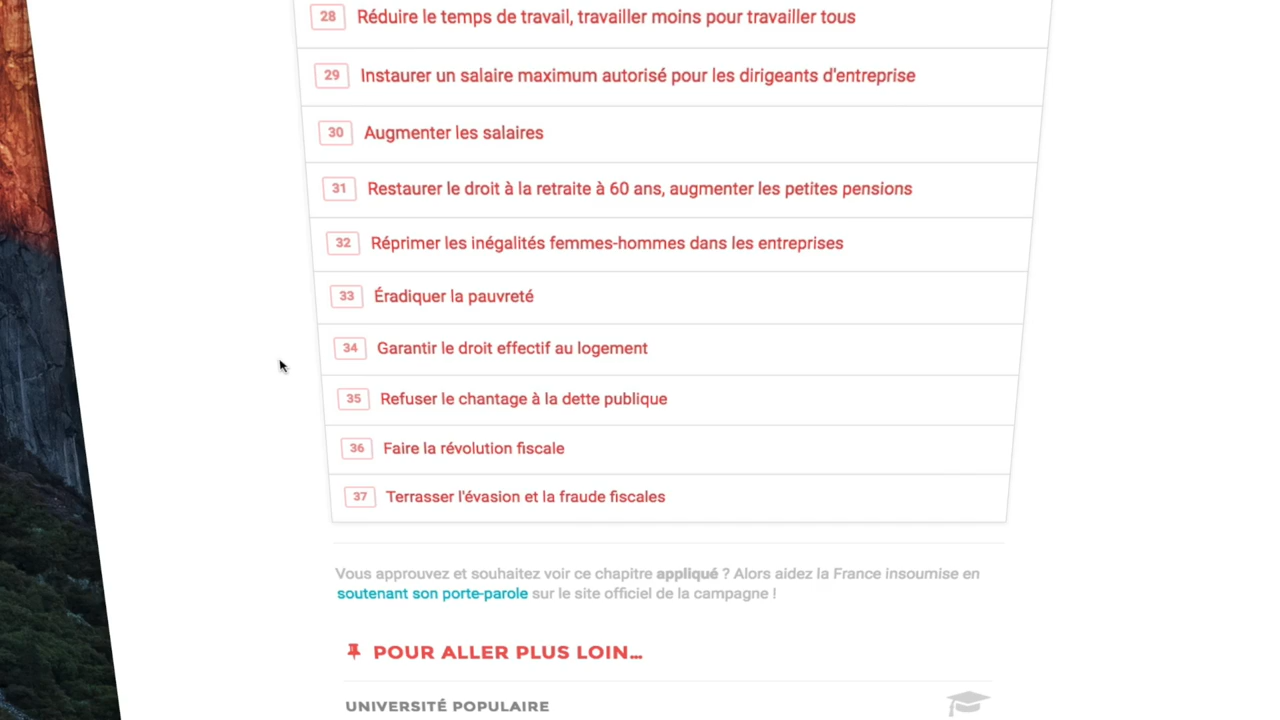 28 Réduire le temps de travail, travailler moins pour travailler tous
29 Instaurer un salaire maximum autorisé pour les dirigeants d'entreprise
30 Augmenter les salaires
31 Restaurer le droit à la retraite à 60 ans, augmenter les petites pensions
32 Réprimer les inégalités femmes-hommes dans les entreprises
33 Éradiquer la pauvreté
34 Garantir le droit effectif au logement
35 Refuser le chantage à la dette publique
36 Faire la révolution fiscale
37 Terrasser l'évasion et la fraude fiscales
Vous approuvez et souhaitez voir ce chapitre appliqué ? Alors aidez la France insoumise en
soutenant son porte-parole sur le site officiel de la campagne !
POUR ALLER PLUS LOIN...
UNIVERSITÉ POPULAIRE